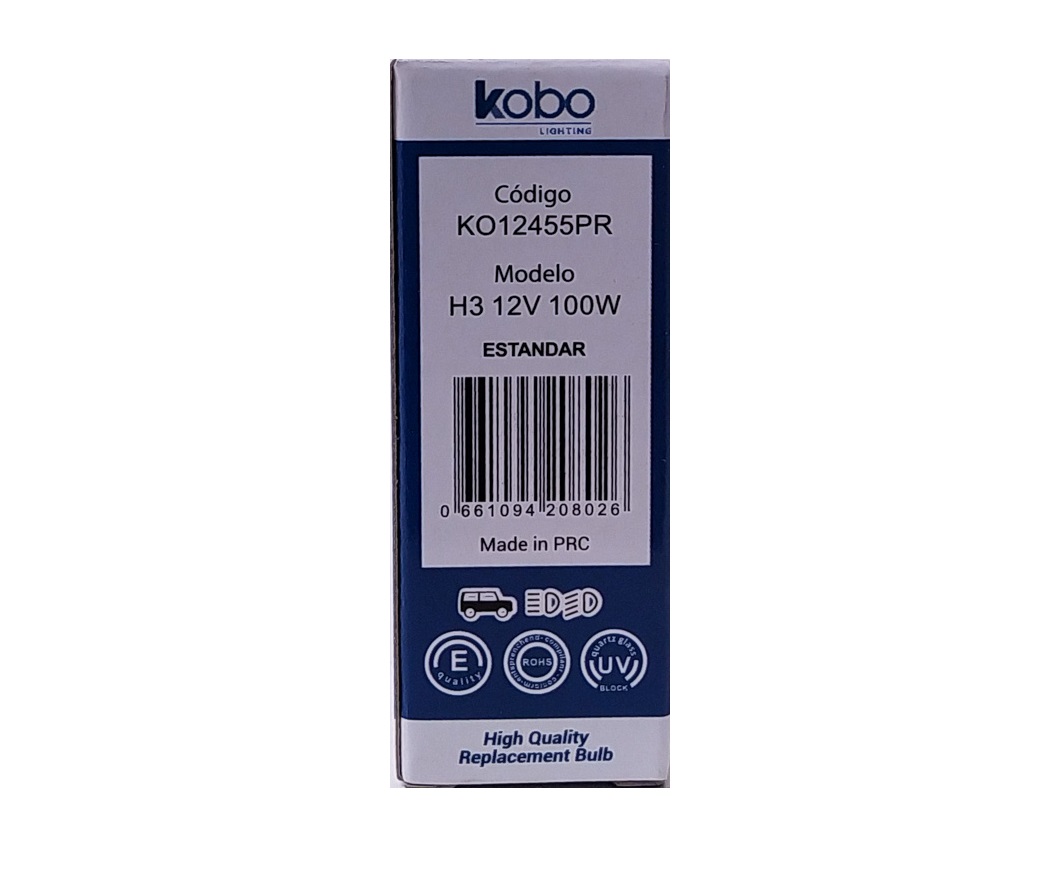 kobo
LIGHTING
Código
KO12455PR
Modelo
H3 12V 100W
ESTANDAR
0 661094 208026
Made in PRC
E
quality
ROHS
quartz glass
UV
BLOCK
High Quality
Replacement Bulb